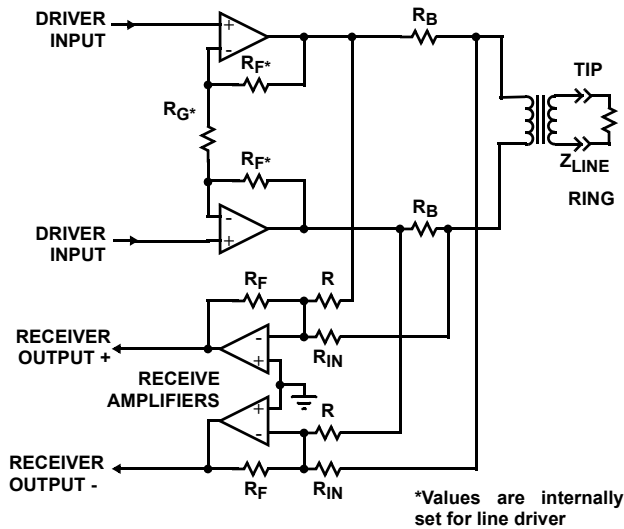 DRIVER
INPUT
+
-
RF*
RB
TIP
RG*
ZLINE
RF*
RB
RING
-
+
DRIVER
INPUT
RF
R
RECEIVER
OUTPUT +
-
+
RIN
RECEIVE
AMPLIFIERS
+
-
R
RECEIVER
OUTPUT -
RF
RIN
*Values are internally
set for line driver